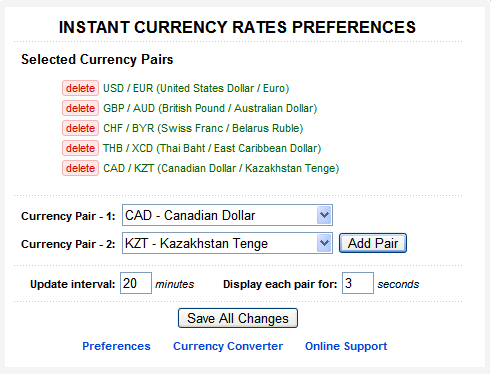 INSTANT CURRENCY RATES PREFERENCES
Selected Currency Pairs
delete USD / EUR (United States Dollar / Euro)
delete GBP / AUD (British Pound / Australian Dollar)
delete CHF / BYR (Swiss Franc / Belarus Ruble)
delete THB / XCD (Thai Baht / East Caribbean Dollar)
delete CAD / KZT (Canadian Dollar / Kazakhstan Tenge)
Currency Pair - 1: CAD - Canadian Dollar
Currency Pair - 2: KZT - Kazakhstan Tenge Add Pair
Update interval: 20 minutes Display each pair for: 3 seconds
Save All Changes
Preferences Currency Converter Online Support